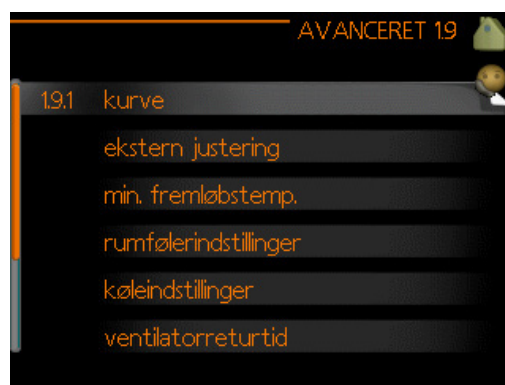 AVANCERET 1.9
1.9.1 kurve
ekstern justering
min. fremløbstemp.
rumfølerindstillinger
køleindstillinger
ventilatorreturtid